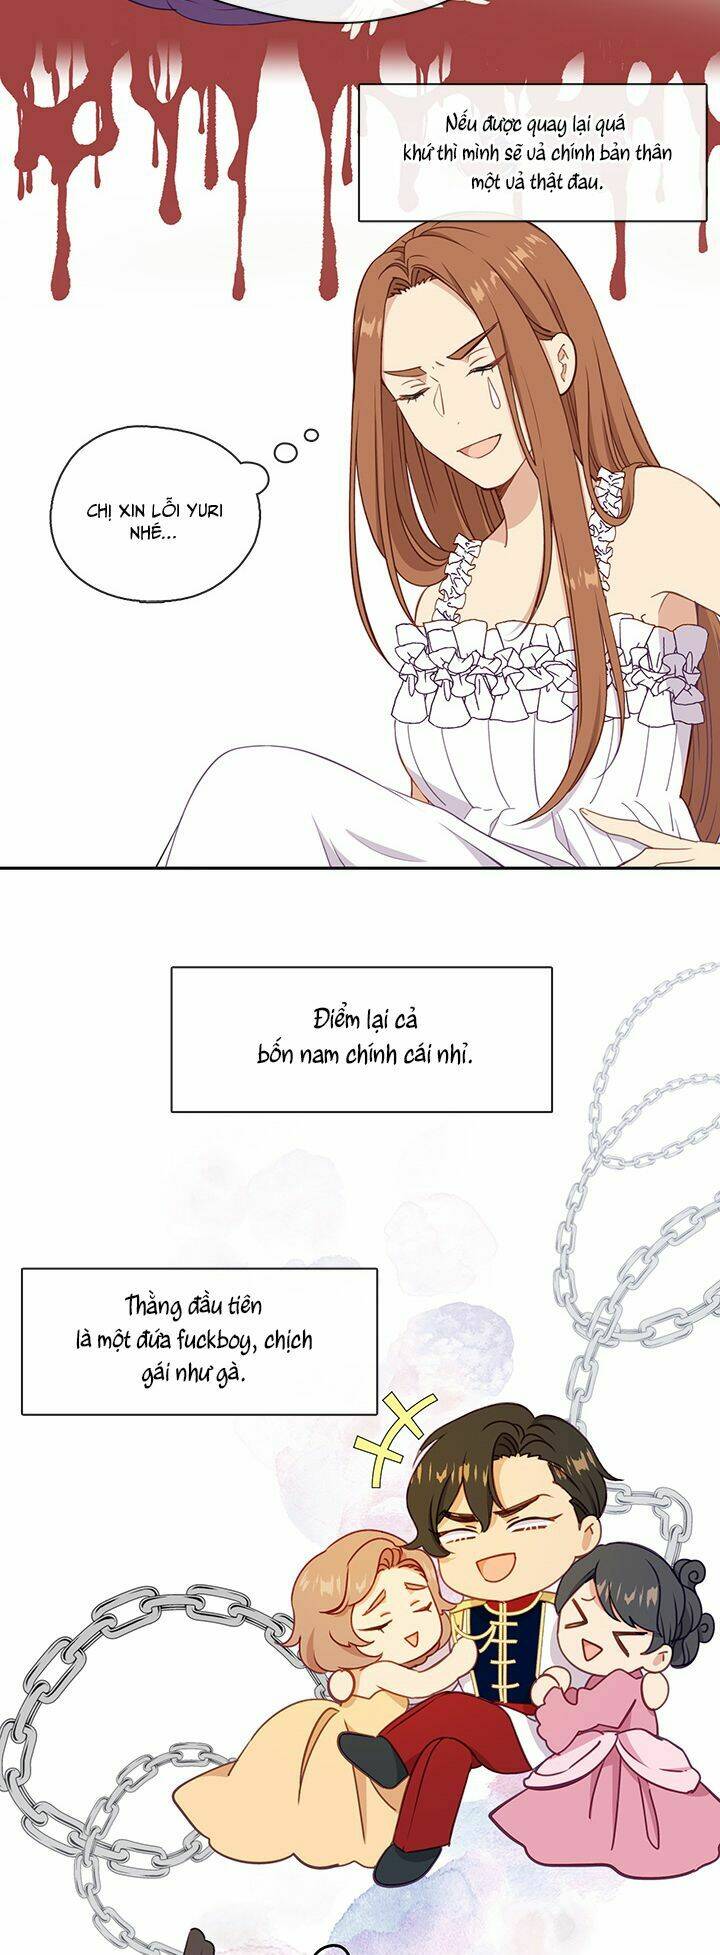 Nếu được quay lại quá
khứ thì mình sẽ vả chính bản thân
một vả thật đau.
CHỊ XIN LỖI YURI
NHÉ...
Điểm lại cả
bốn nam chính cái nhỉ.
Thằng đầu tiên
là một đứa fuckboy, chịch
gái như gà.